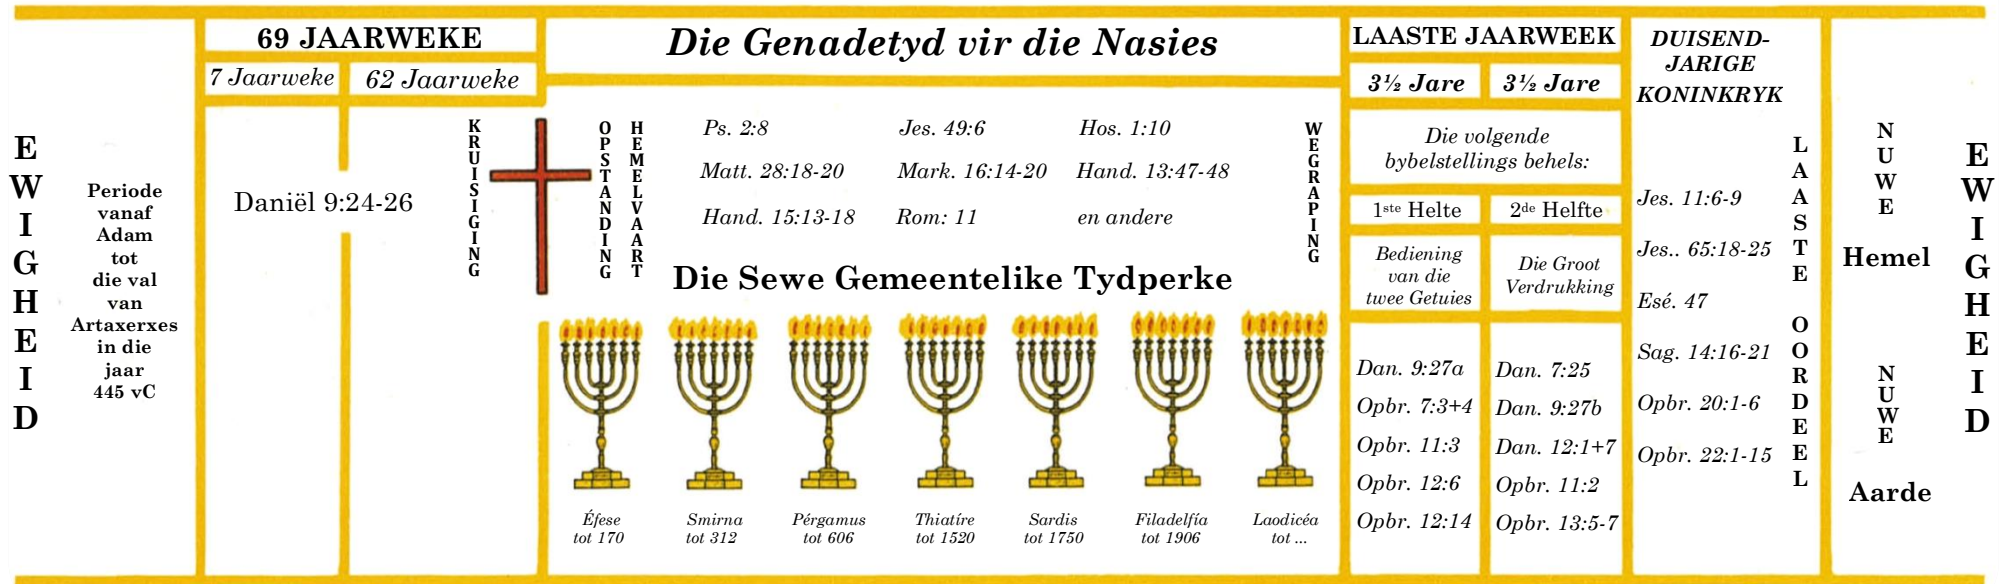 EWIGHEID
Periode
vanaf
Adam
tot
die val
van
Artaxerxes
in die
jaar
445 vC
69 JAARWEKE
7 Jaarweke
62 Jaarweke
Daniël 9:24-26
KRUISIGING
OPSTANDING
HEMELVAART
Die Genadetyd vir die Nasies
Ps. 2:8 Jes. 49:6 Hos. 1:10
Matt. 28:18-20 Mark. 16:14-20 Hand. 13:47-48
Hand. 15:13-18 Rom: 11 en andere
WEGRAPING
Die Sewe Gemeentelike Tydperke
Éfese
tot 170
Smirna
tot 312
Pérgamus
tot 606
Thiatíre
tot 1520
Sardis
tot 1750
Filadelfía
tot 1906
Laodicéa
tot ...
LAASTE JAARWEEK
3½ Jare
3½ Jare
Die volgende
bybelstellings behels:
1ste Helte
2de Helfte
Bediening
van die
twee Getuies
Die Groot
Verdrukking
Dan. 9:27a
Opbr. 7:3+4
Opbr. 11:3
Opbr. 12:6
Opbr. 12:14
Dan. 7:25
Dan. 9:27b
Dan. 12:1+7
Opbr. 11:2
Opbr. 13:5-7
DUISEND-
JARIGE
KONINKRYK
Jes. 11:6-9
Jes.. 65:18-25
Esé. 47
Sag. 14:16-21
Opbr. 20:1-6
Opbr. 22:1-15
LAASTE OORDEEL
NUWE
Hemel
NUWE
Aarde
EWIGHEID